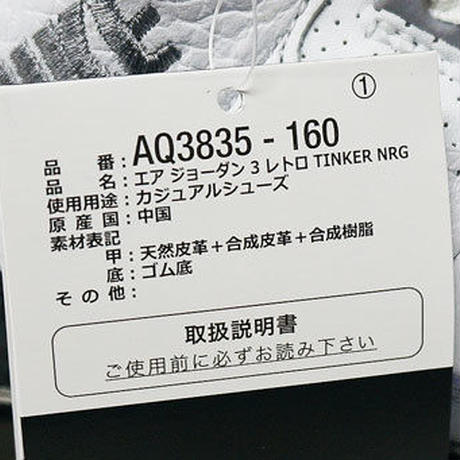 ①
品　　番：AQ3835 - 160
品　　名：エア ジョーダン 3 レトロ TINKER NRG
使用用途：カジュアルシューズ
原 産 国：中国
素材表記
甲：天然皮革＋合成皮革＋合成樹脂
底：ゴム底
そ の 他：
取扱説明書
ご使用前に必ずお読み下さい